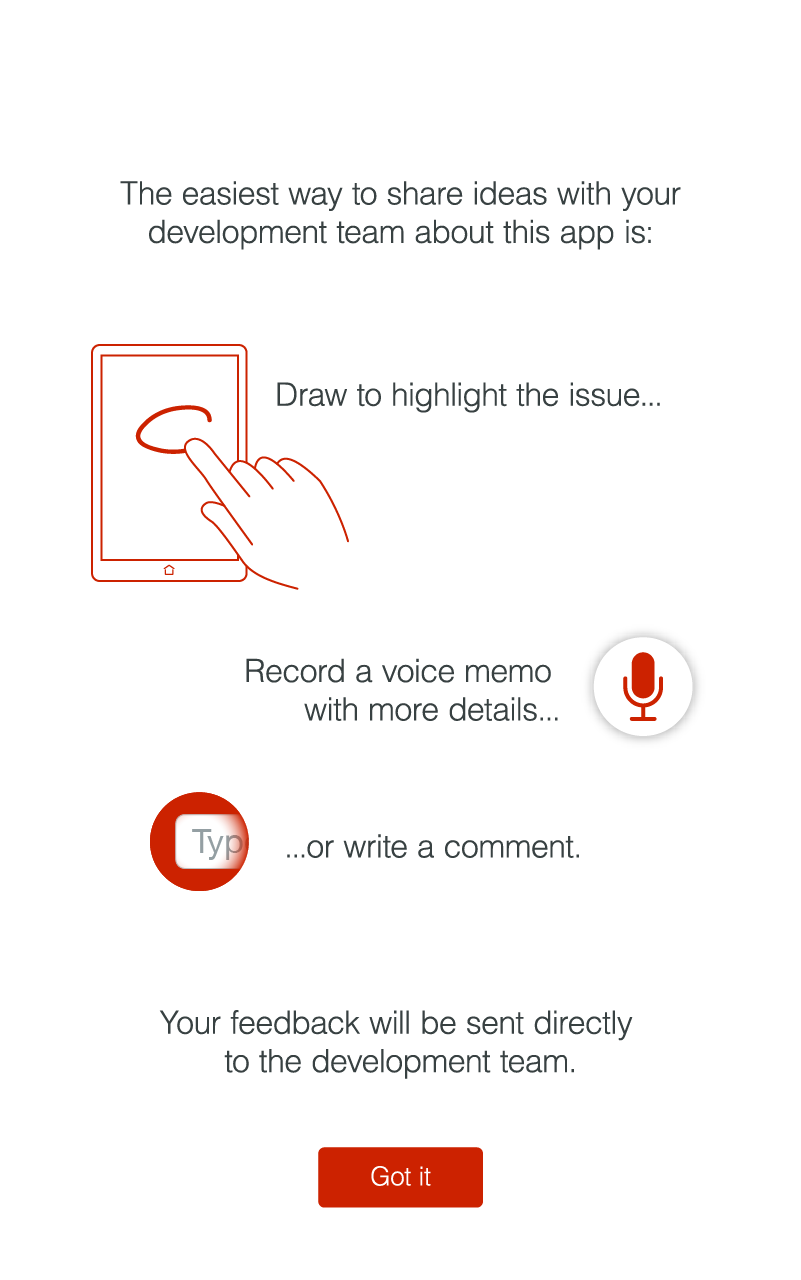 The easiest way to share ideas with your
development team about this app is:
Draw to highlight the issue...
Record a voice memo
with more details...
Typ
...or write a comment.
Your feedback will be sent directly
to the development team.
Got it